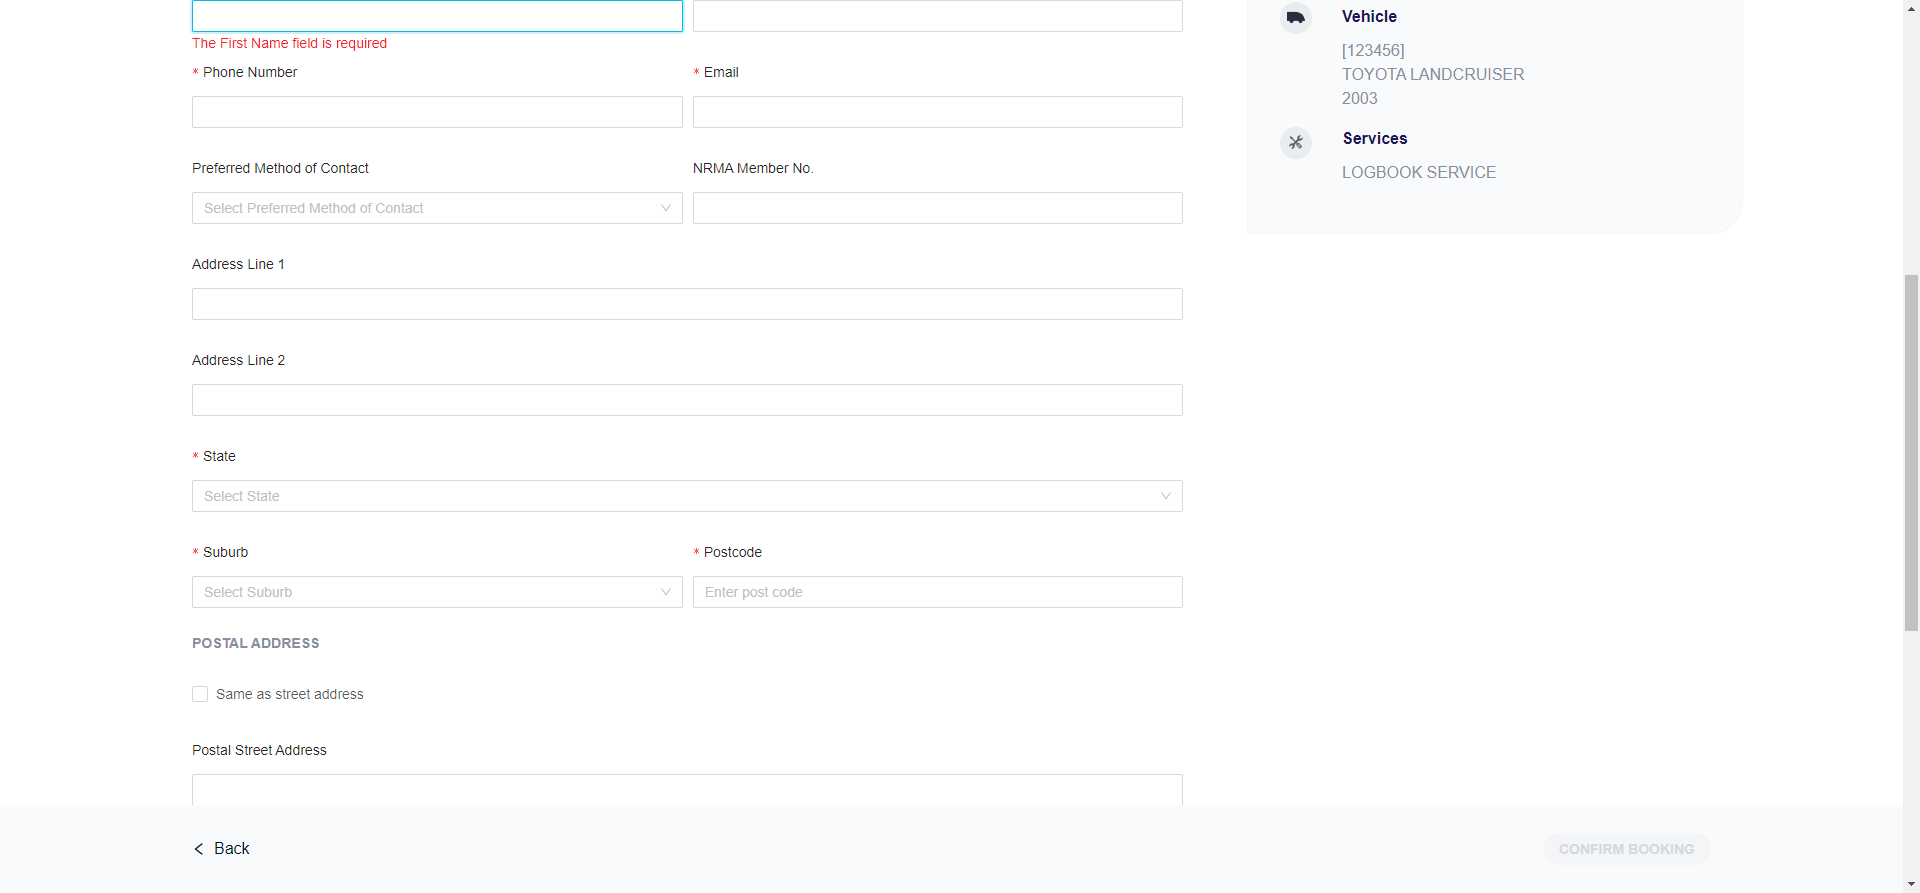 The First Name field is required
* Phone Number
* Email
Preferred Method of Contact
NRMA Member No.
Select Preferred Method of Contact
Address Line 1
Address Line 2
* State
Select State
* Suburb
* Postcode
Select Suburb
Enter post code
POSTAL ADDRESS
Same as street address
Postal Street Address
Vehicle
[123456]
TOYOTA LANDCRUISER
2003
Services
LOGBOOK SERVICE
Back
CONFIRM BOOKING